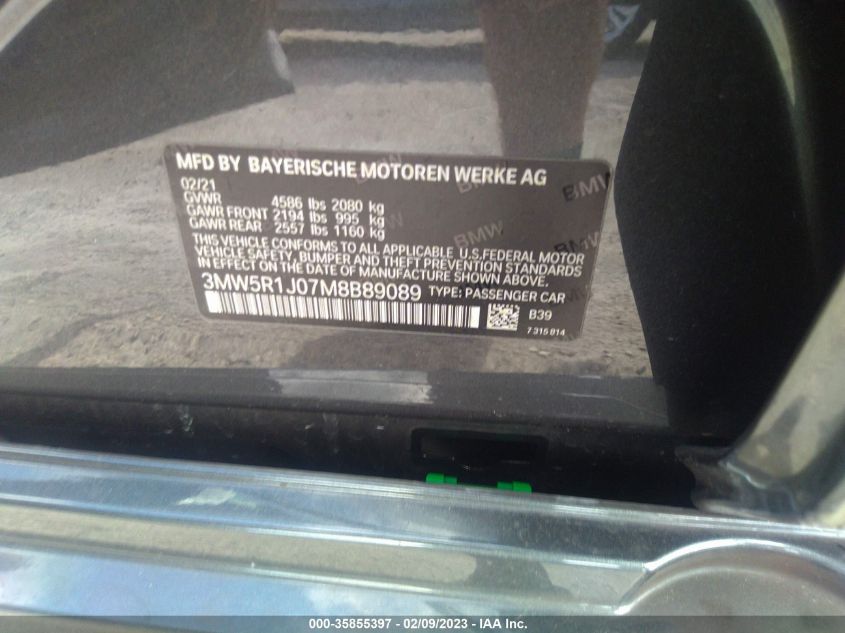 MFD BY BAYERISCHE MOTOREN WERKE AG
02/21
GVWR 4586 lbs 2080 kg
GAWR FRONT 2194 lbs 995 kg
GAWR REAR 2557 lbs 1160 kg
THIS VEHICLE CONFORMS TO ALL APPLICABLE U.S.FEDERAL MOTOR
VEHICLE SAFETY, BUMPER AND THEFT PREVENTION STANDARDS
IN EFFECT ON THE DATE OF MANUFACTURE SHOWN ABOVE.
3MW5R1J07M8B89089 TYPE: PASSENGER CAR
B39
7 315 814
BMW
BMW
BMW
000-35855397 - 02/09/2023 - IAA Inc.